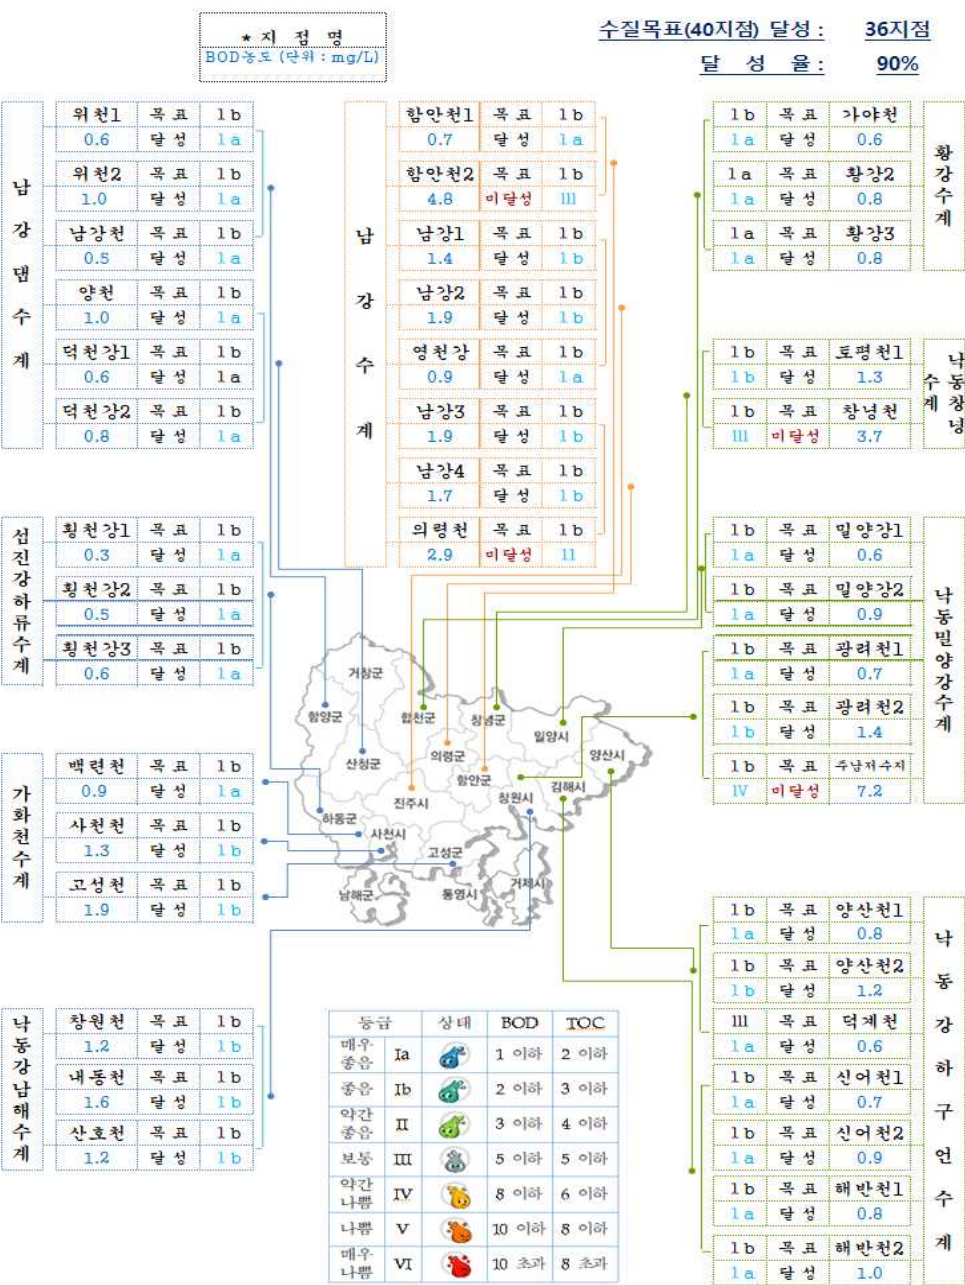 * 지 점 명
BOD농도 (단위 : mg/L)
수질목표(40지점) 달성 : 36지점
달 성 율 : 90%
남 강 댐 수 계
위천1 목표 1b
0.6 달성 1a
위천2 목표 1b
1.0 달성 1a
남강천 목표 1b
0.5 달성 1a
양천 목표 1b
1.0 달성 1a
덕천강1 목표 1b
0.6 달성 1a
덕천강2 목표 1b
0.8 달성 1a
섬진강하류수계
횡천강1 목표 1b
0.3 달성 1a
횡천강2 목표 1b
0.5 달성 1a
횡천강3 목표 1b
0.6 달성 1a
가화천수계
백련천 목표 1b
0.9 달성 1a
사천천 목표 1b
1.3 달성 1b
고성천 목표 1b
1.9 달성 1b
낙동강남해수계
창원천 목표 1b
1.2 달성 1b
내동천 목표 1b
1.6 달성 1b
산호천 목표 1b
1.2 달성 1b
남 강 수 계
함안천1 목표 1b
0.7 달성 1a
함안천2 목표 1b
4.8 미달성 lll
남강1 목표 1b
1.4 달성 1b
남강2 목표 1b
1.9 달성 1b
영천강 목표 1b
0.9 달성 1a
남강3 목표 1b
1.9 달성 1b
남강4 목표 1b
1.7 달성 1b
의령천 목표 1b
2.9 미달성 ll
황강수계
1b 목표 가야천
1a 달성 0.6
1a 목표 황강2
1a 달성 0.8
1a 목표 황강3
1a 달성 0.8
낙동창녕수계
1b 목표 토평천1
1b 달성 1.3
1b 목표 창녕천
lll 미달성 3.7
낙동밀양강수계
1b 목표 밀양강1
1a 달성 0.6
1b 목표 밀양강2
1a 달성 0.9
1b 목표 광려천1
1a 달성 0.7
1b 목표 광려천2
1b 달성 1.4
1b 목표 주남저수지
lV 미달성 7.2
낙동강하구언수계
1b 목표 양산천1
1a 달성 0.8
1b 목표 양산천2
1b 달성 1.2
lll 목표 덕계천
1a 달성 0.6
1b 목표 신어천1
1a 달성 0.7
1b 목표 신어천2
1a 달성 0.9
1b 목표 해반천1
1a 달성 0.8
1b 목표 해반천2
1a 달성 1.0
거창군
함양군
합천군
창녕군
밀양시
산청군
의령군
양산시
함안군
김해시
진주시
창원시
하동군
사천시
고성군
남해군
통영시
거제시
등급 상태 BOD TOC
매우 좋음 Ia 1 이하 2 이하
좋음 Ib 2 이하 3 이하
약간 좋음 II 3 이하 4 이하
보통 III 5 이하 5 이하
약간 나쁨 IV 8 이하 6 이하
나쁨 V 10 이하 8 이하
매우 나쁨 VI 10 초과 8 초과